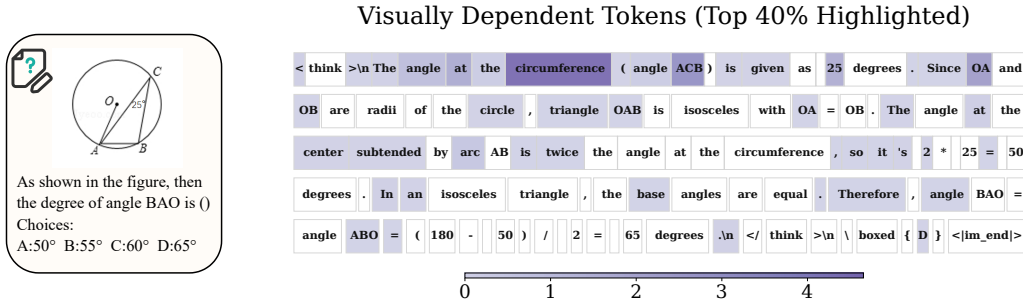 Visually Dependent Tokens (Top 40% Highlighted)
?
C
O
25°
A
B
As shown in the figure, then
the degree of angle BAO is ()
Choices:
A:50° B:55° C:60° D:65°
< think >\n The angle at the circumference ( angle ACB ) is given as 25 degrees . Since OA and
OB are radii of the circle , triangle OAB is isosceles with OA = OB . The angle at the
center subtended by arc AB is twice the angle at the circumference , so it 's 2 * 25 = 50
degrees . In an isosceles triangle , the base angles are equal . Therefore , angle BAO =
angle ABO = ( 180 - 50 ) / 2 = 65 degrees .\n </ think >\n \ boxed { D } <|im_end|>
0 1 2 3 4